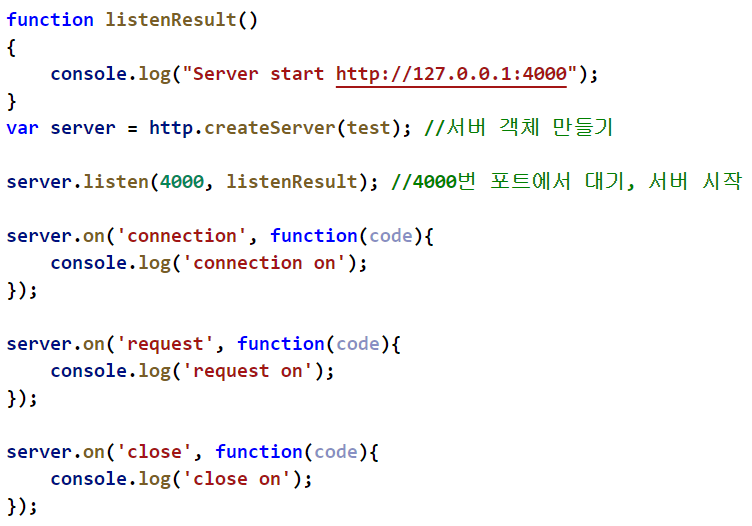 function listenResult()
{
    console.log("Server start http://127.0.0.1:4000");
}
var server = http.createServer(test); //서버 객체 만들기
server.listen(4000, listenResult); //4000번 포트에서 대기, 서버 시작
server.on('connection', function(code){
    console.log('connection on');
});
server.on('request', function(code){
    console.log('request on');
});
server.on('close', function(code){
    console.log('close on');
});